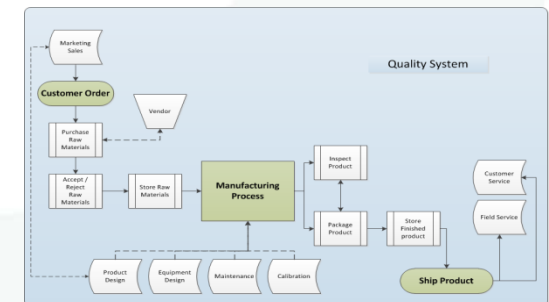 Marketing
Sales
Quality System
Customer Order
Vendor
Purchase
Raw
Materials
Accept /
Reject
Raw
Materials
Store Raw
Materials
Manufacturing
Process
Inspect
Product
Package
Product
Store
Finished
product
Customer
Service
Field Service
Product
Design
Equipment
Design
Maintenance
Calibration
Ship Product